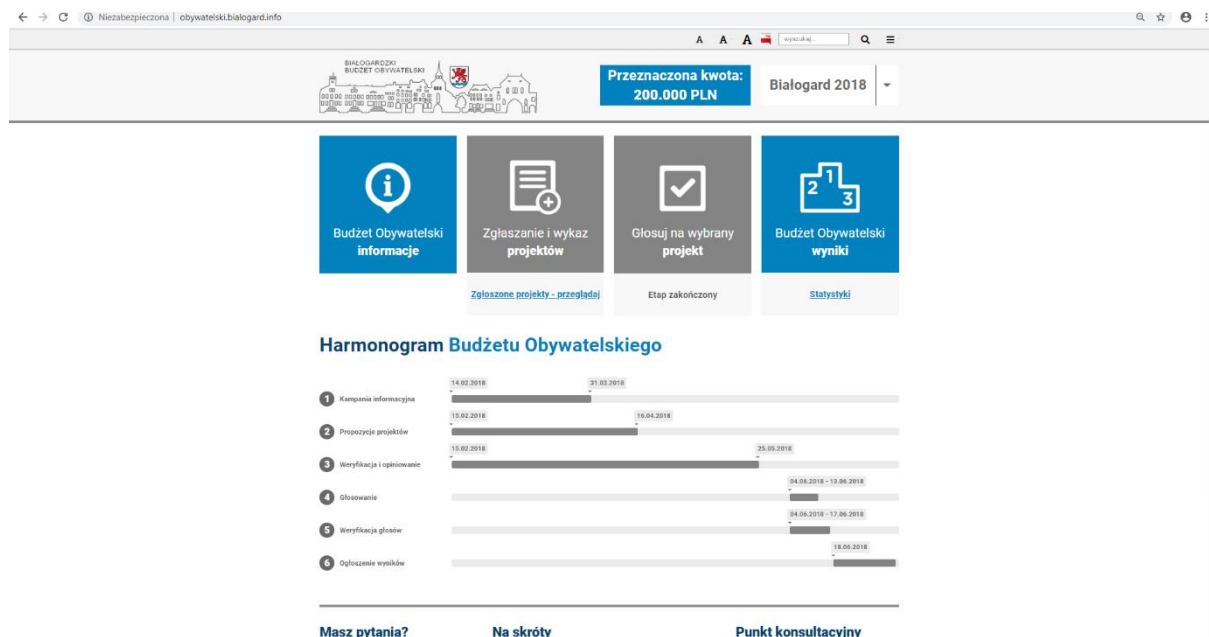 Niezabezpieczona | obywatelski.bialogard.info
A A A wyszukaj...
BIAŁOGARDZKI
BUDŻET OBYWATELSKI
Przeznaczona kwota:
200.000 PLN
Białogard 2018
Budżet Obywatelski
informacje
Zgłaszanie i wykaz
projektów
Głosuj na wybrany
projekt
2 1 3
Budżet Obywatelski
wyniki
Zgłoszone projekty - przeglądaj
Etap zakończony
Statystyki
Harmonogram Budżetu Obywatelskiego
14.02.2018 31.03.2018
1 Kampania informacyjna
15.02.2018 16.04.2018
2 Propozycje projektów
15.02.2018 25.05.2018
3 Weryfikacja i opiniowanie
04.06.2018 - 13.06.2018
4 Głosowanie
04.06.2018 - 17.06.2018
5 Weryfikacja głosów
18.06.2018
6 Ogłoszenie wyników
Masz pytania? Na skróty Punkt konsultacyjny